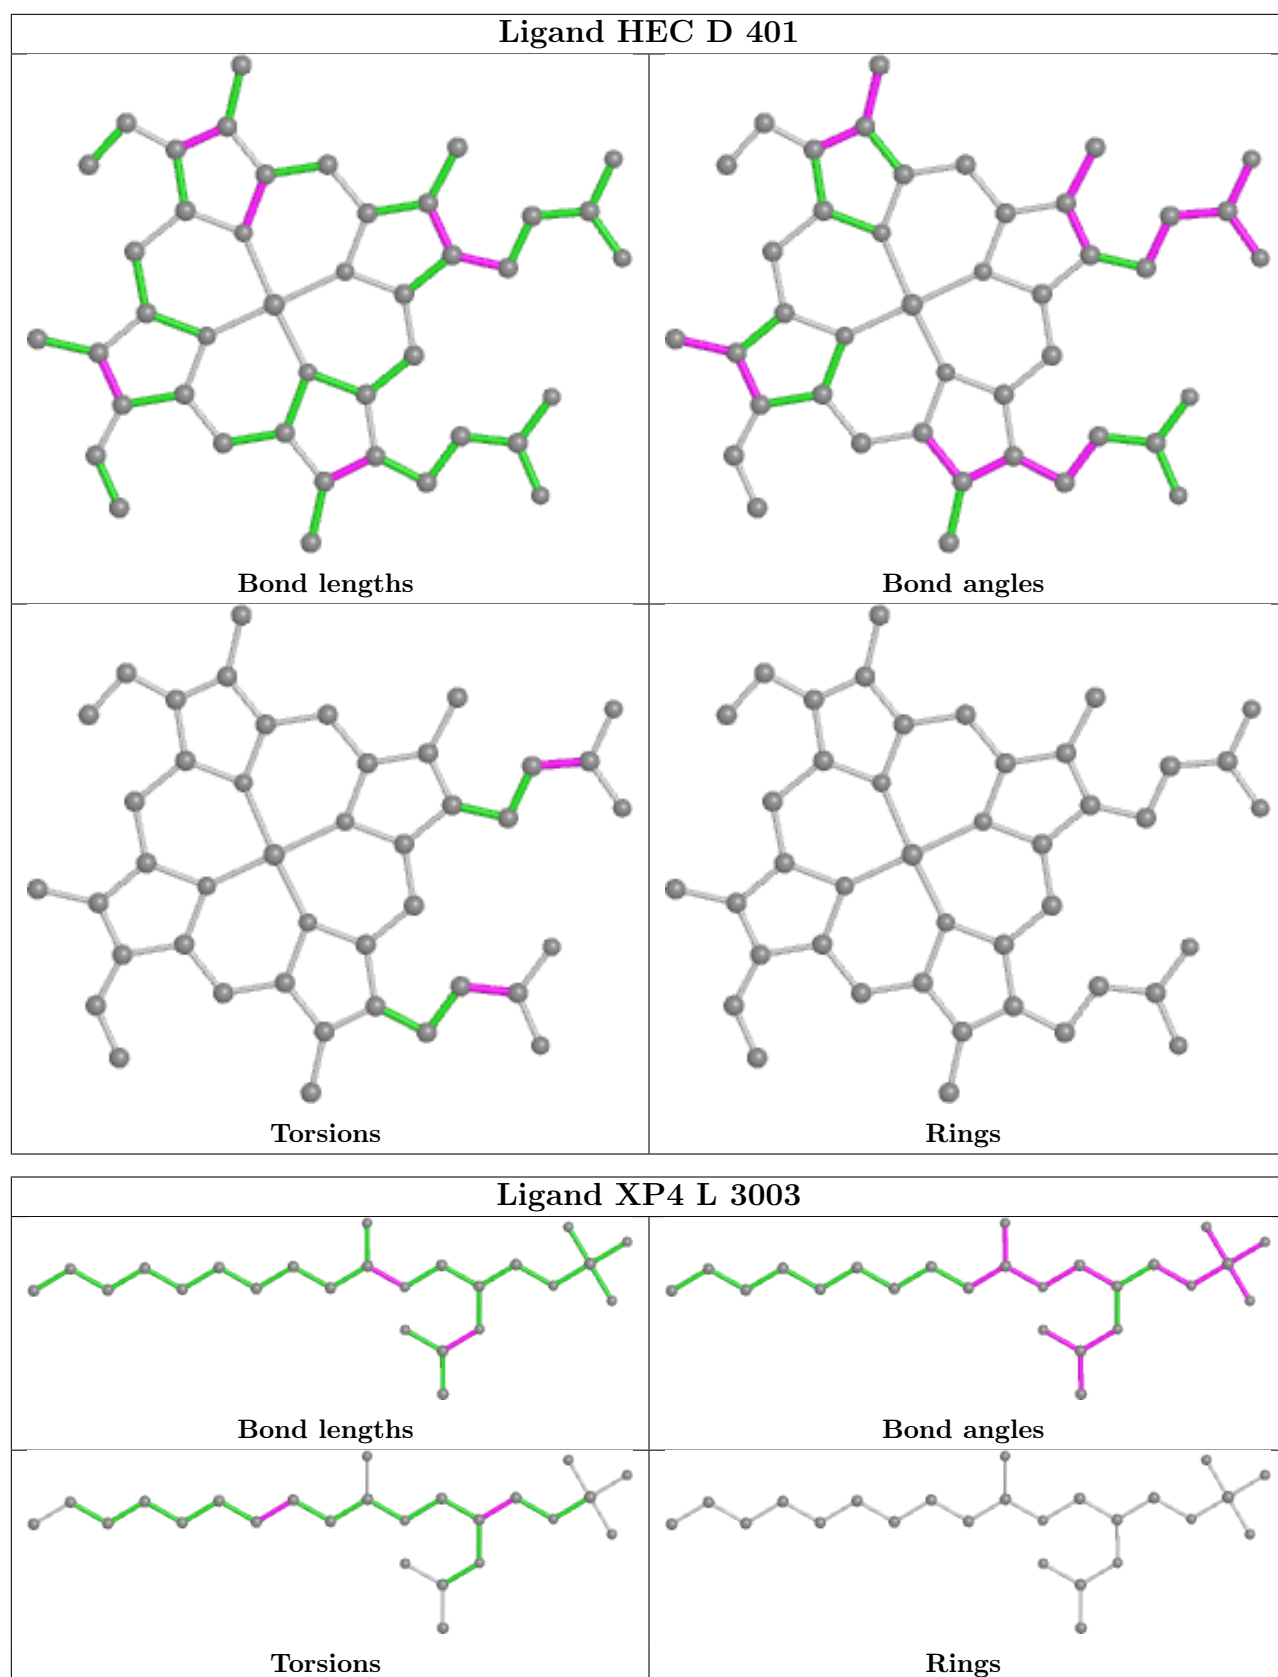 Ligand HEC D 401
Bond lengths
Bond angles
Torsions
Rings
Ligand XP4 L 3003
Bond lengths
Bond angles
Torsions
Rings